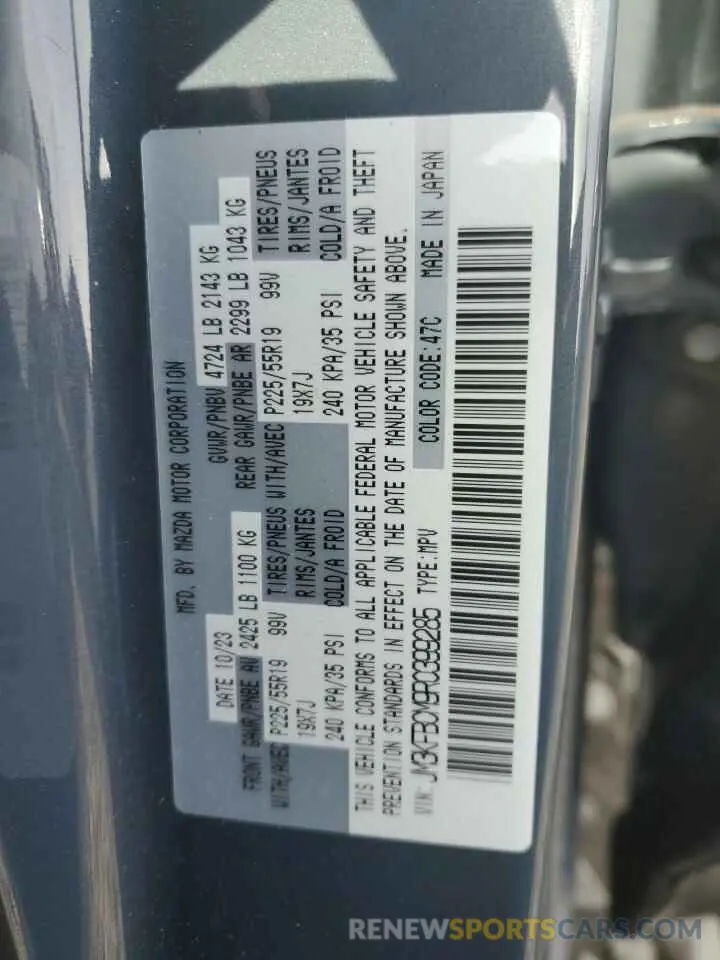 MFD. BY MAZDA MOTOR CORPORATION
DATE 10/23 GVWR/PNBV 4724 LB 2143 KG
FRONT GAWR/PNBE AV 2425 LB 1100 KG REAR GAWR/PNBE AR 2299 LB 1043 KG
WITH/AVEC P225/55R19 99V TIRES/PNEUS WITH/AVEC P225/55R19 99V TIRES/PNEUS
19X7J RIMS/JANTES 19X7J RIMS/JANTES
240 KPA/35 PSI COLD/A FROID 240 KPA/35 PSI COLD/A FROID
THIS VEHICLE CONFORMS TO ALL APPLICABLE FEDERAL MOTOR VEHICLE SAFETY AND THEFT
PREVENTION STANDARDS IN EFFECT ON THE DATE OF MANUFACTURE SHOWN ABOVE.
VIN: JM3KFBCM9R0399285 TYPE:MPV COLOR CODE:47C MADE IN JAPAN
RENEWSPORTSCARS.COM